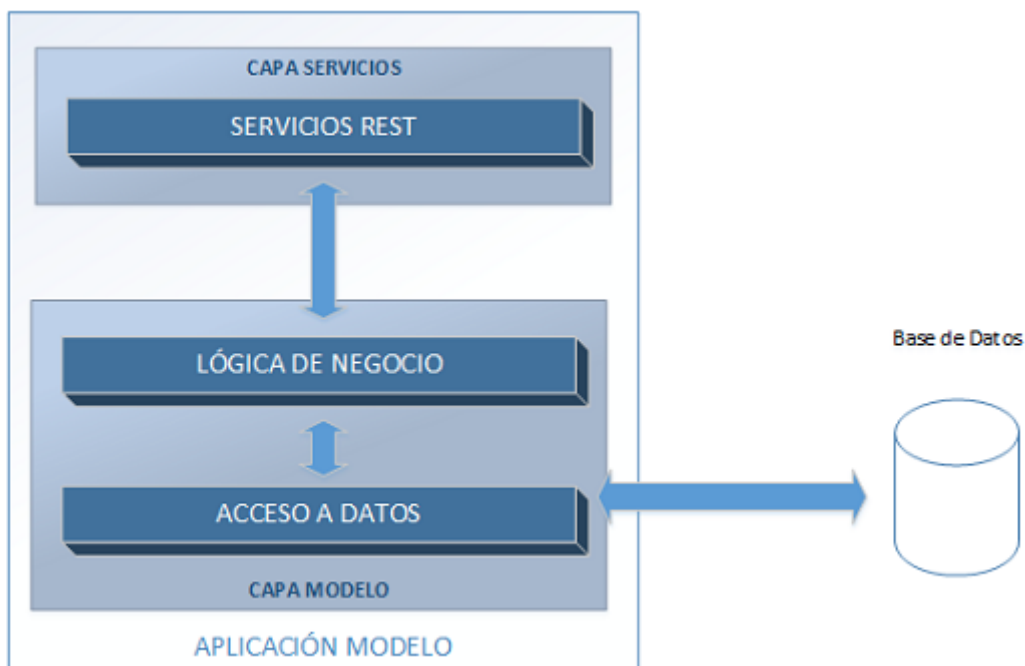 CAPA SERVICIOS
SERVICIOS REST
LÓGICA DE NEGOCIO
Base de Datos
ACCESO A DATOS
CAPA MODELO
APLICACIÓN MODELO